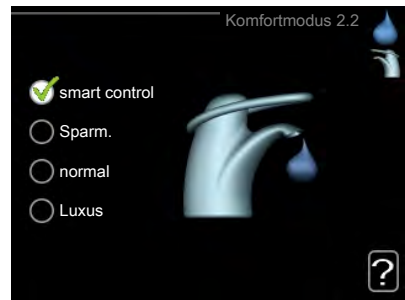 Komfortmodus 2.2
smart control
Sparm.
normal
Luxus
?